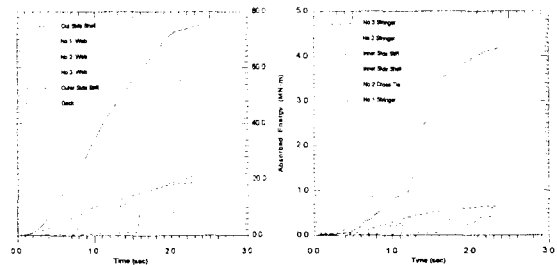 Out Side Shell
No 1 Web
No 2 Web
No 3 Web
Outer Side Stiff
Deck
80.0
60.0
40.0
20.0
0.0
0.0 1.0 2.0 3.0
Time (sec)
No 3 Stringer
No 2 Stringer
Inner Side Stiff
Inner Side Shell
No 2 Cross Tie
No 1 Stringer
Absorbed Energy (MN·m)
5.0
4.0
3.0
2.0
1.0
0.0
0.0 1.0 2.0 3.0
Time (sec)